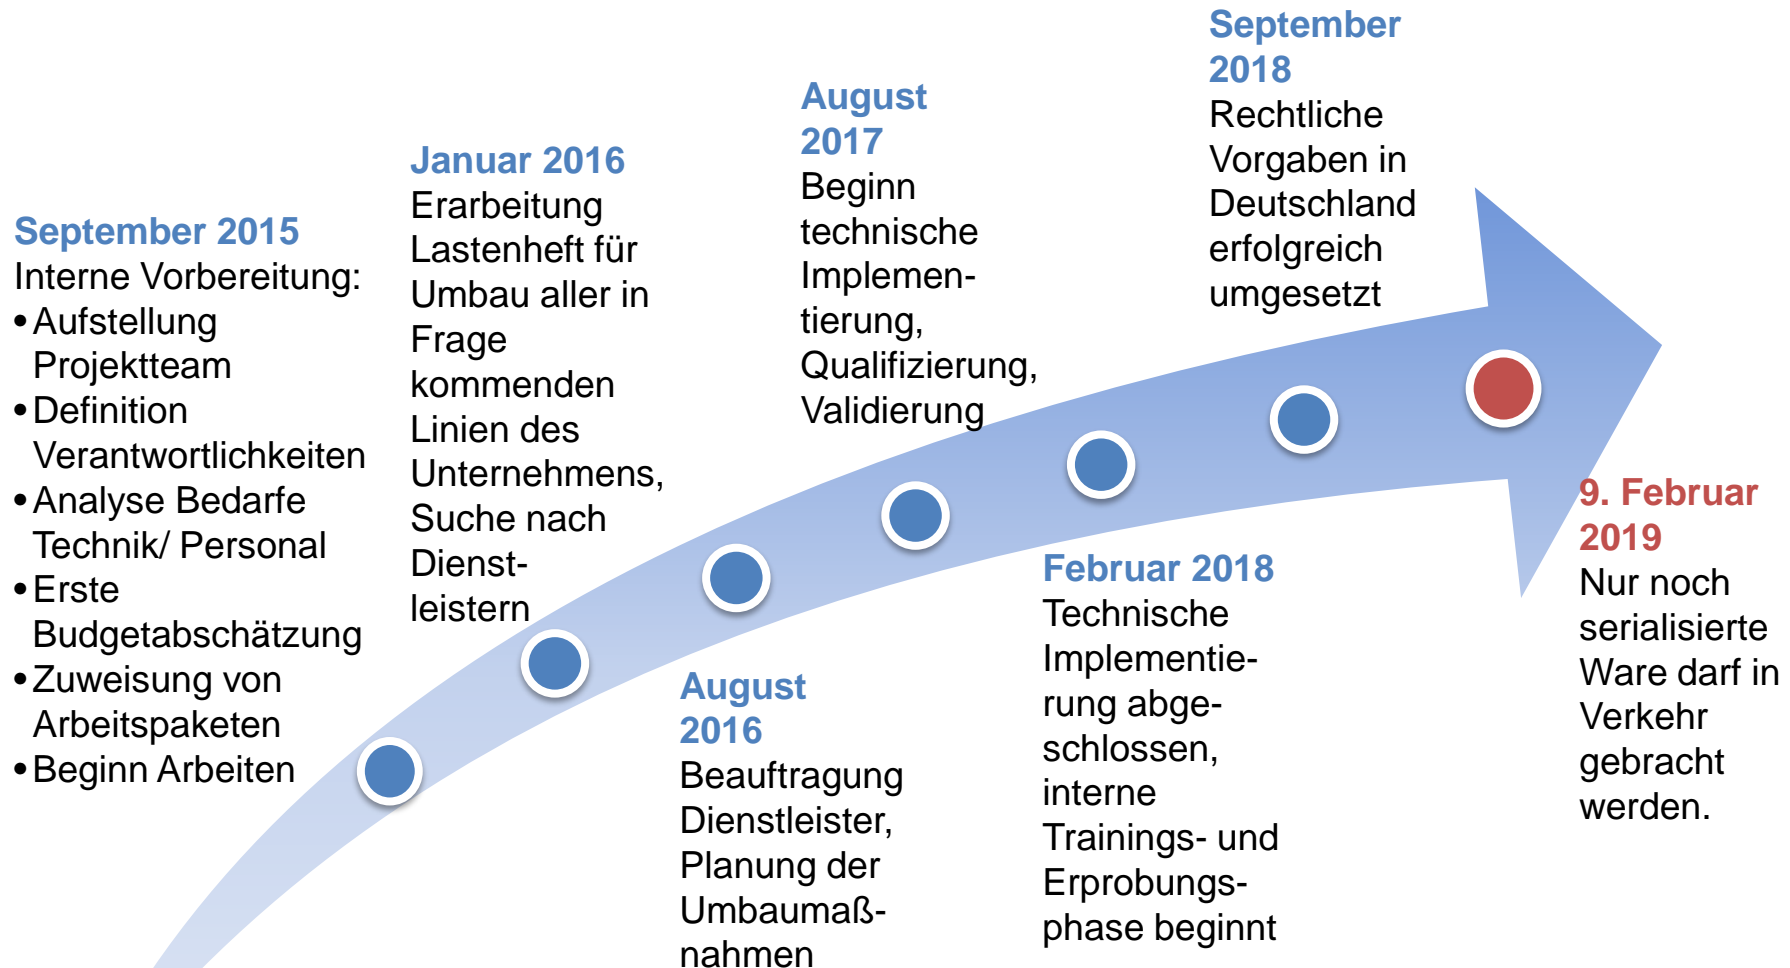 September 2015
Interne Vorbereitung:
•Aufstellung
Projektteam
•Definition
Verantwortlichkeiten
•Analyse Bedarfe
Technik/ Personal
•Erste
Budgetabschätzung
•Zuweisung von
Arbeitspaketen
•Beginn Arbeiten
Januar 2016
Erarbeitung
Lastenheft für
Umbau aller in
Frage
kommenden
Linien des
Unternehmens,
Suche nach
Dienst-
leistern
August
2016
Beauftragung
Dienstleister,
Planung der
Umbaumaß-
nahmen
August
2017
Beginn
technische
Implemen-
tierung,
Qualifizierung,
Validierung
Februar 2018
Technische
Implementie-
rung abge-
schlossen,
interne
Trainings- und
Erprobungs-
phase beginnt
September
2018
Rechtliche
Vorgaben in
Deutschland
erfolgreich
umgesetzt
9. Februar
2019
Nur noch
serialisierte
Ware darf in
Verkehr
gebracht
werden.